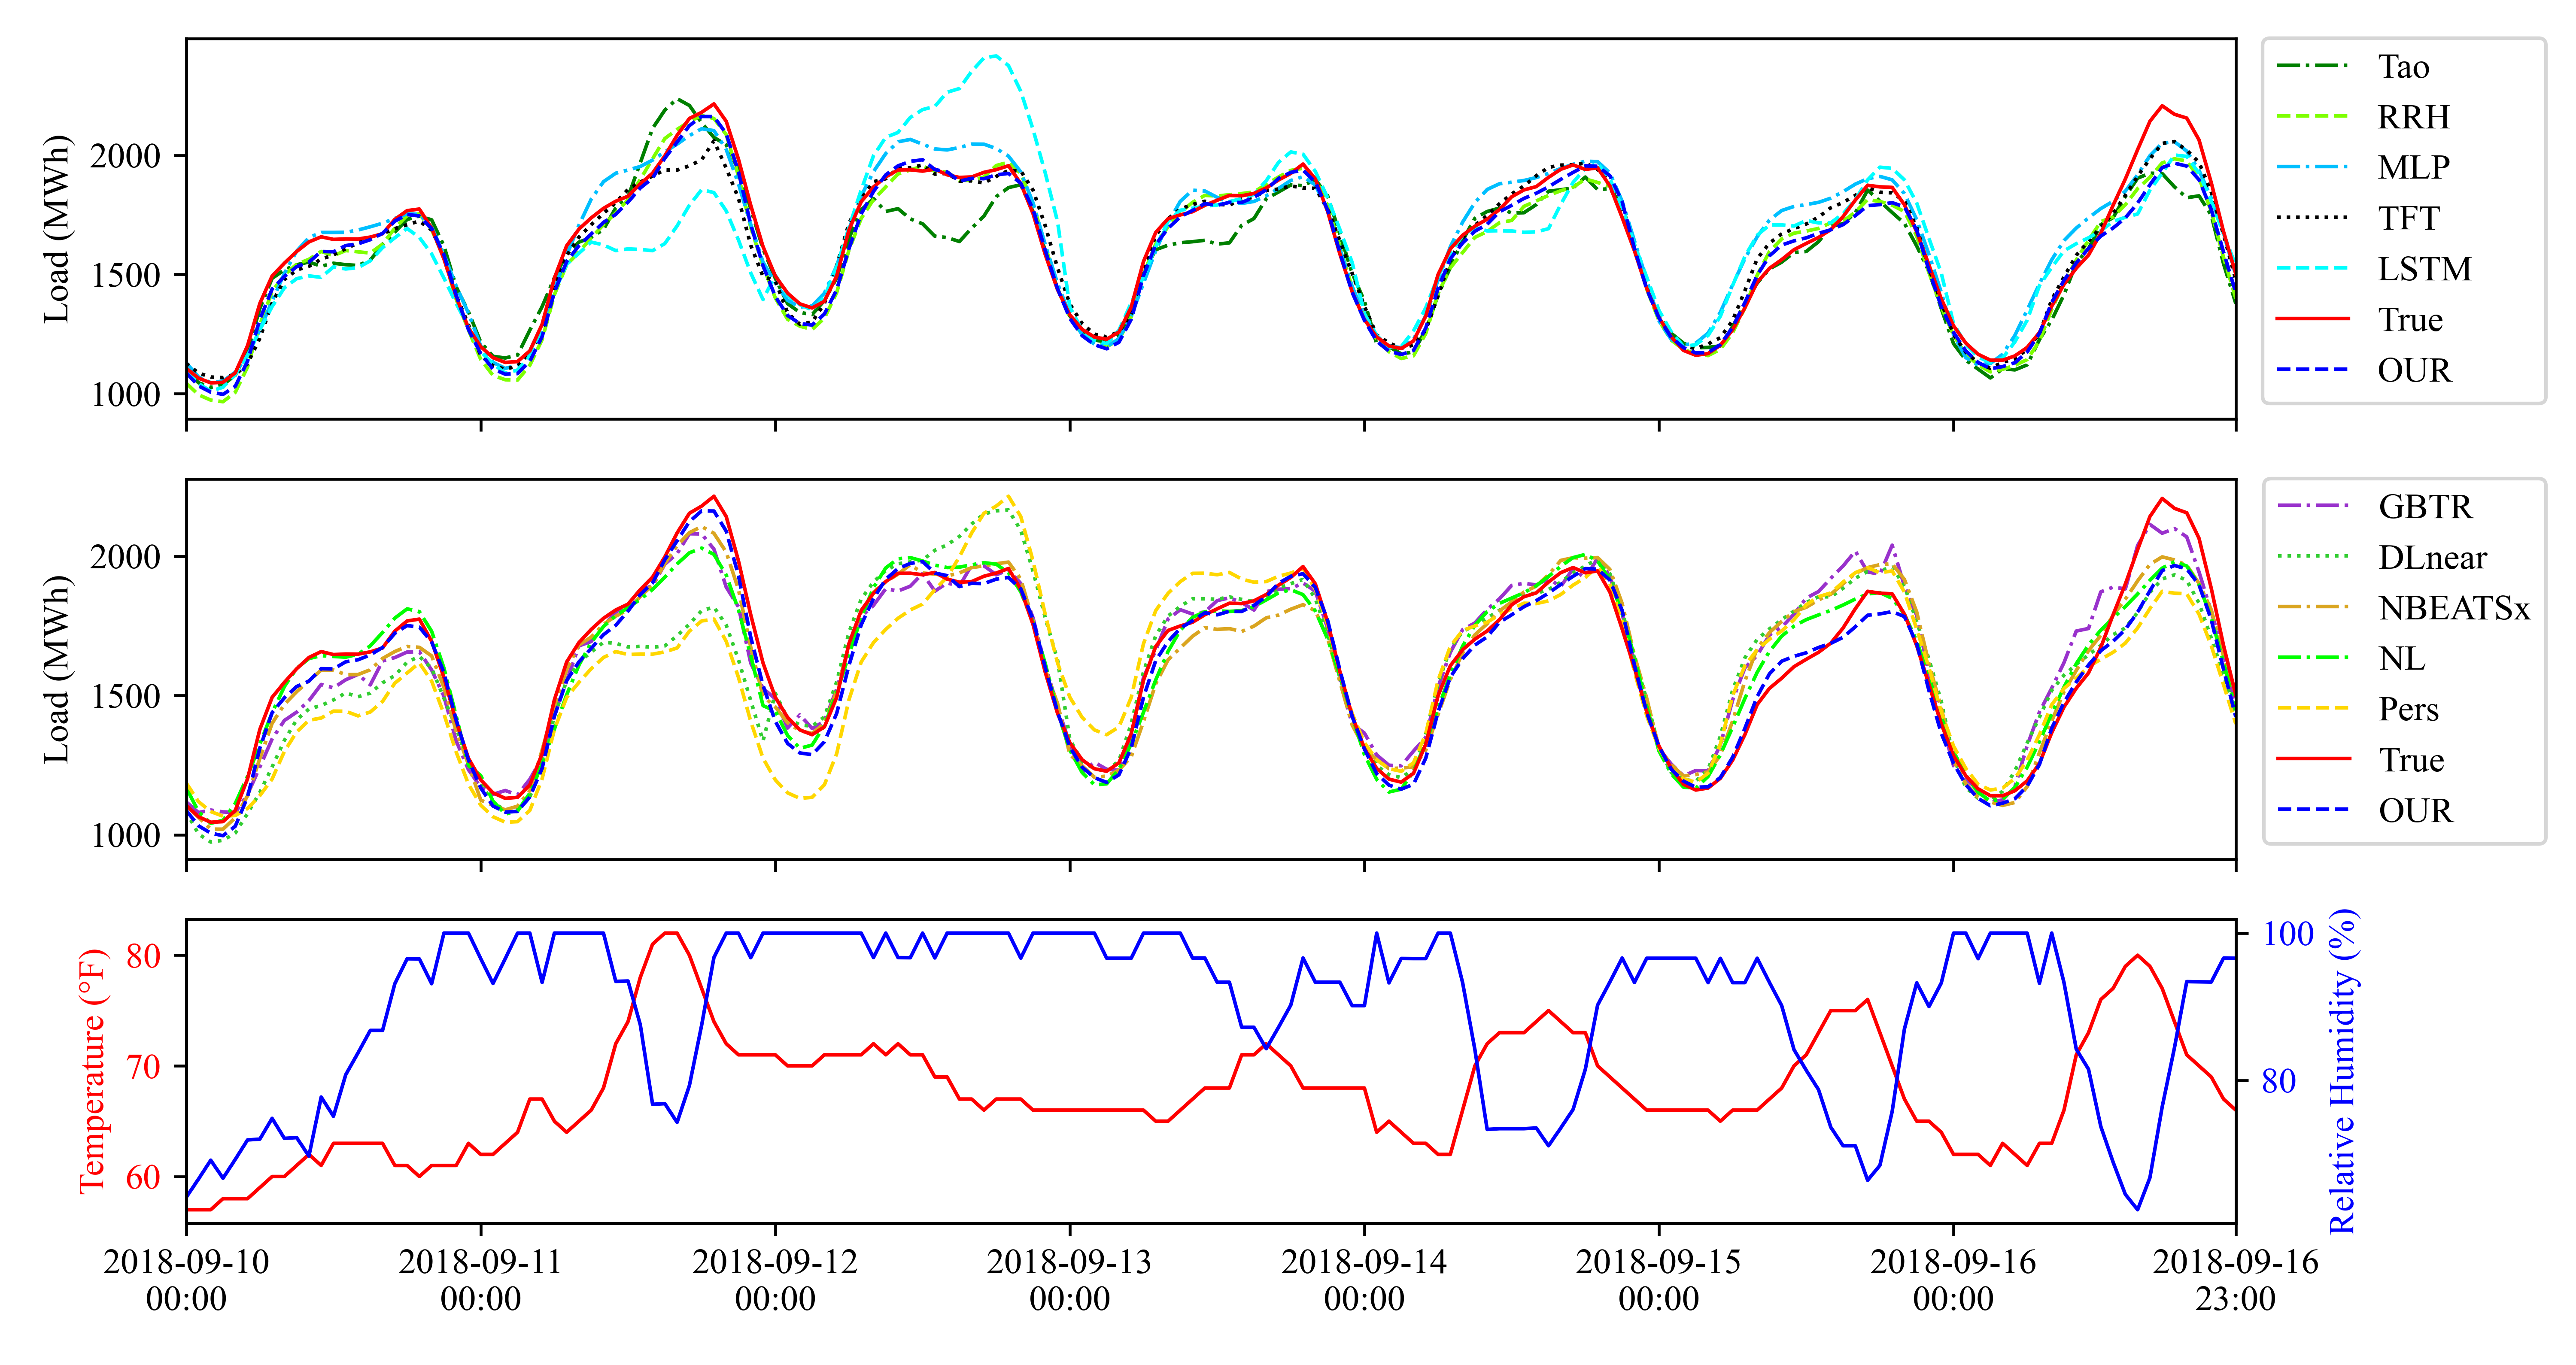 Load (MWh)
2000
1500
1000
Tao
RRH
MLP
TFT
LSTM
True
OUR
Load (MWh)
2000
1500
1000
GBTR
DLnear
NBEATSx
NL
Pers
True
OUR
Temperature (°F)
80
70
60
100
80
Relative Humidity (%)
2018-09-10
00:00
2018-09-11
00:00
2018-09-12
00:00
2018-09-13
00:00
2018-09-14
00:00
2018-09-15
00:00
2018-09-16
00:00
2018-09-16
23:00